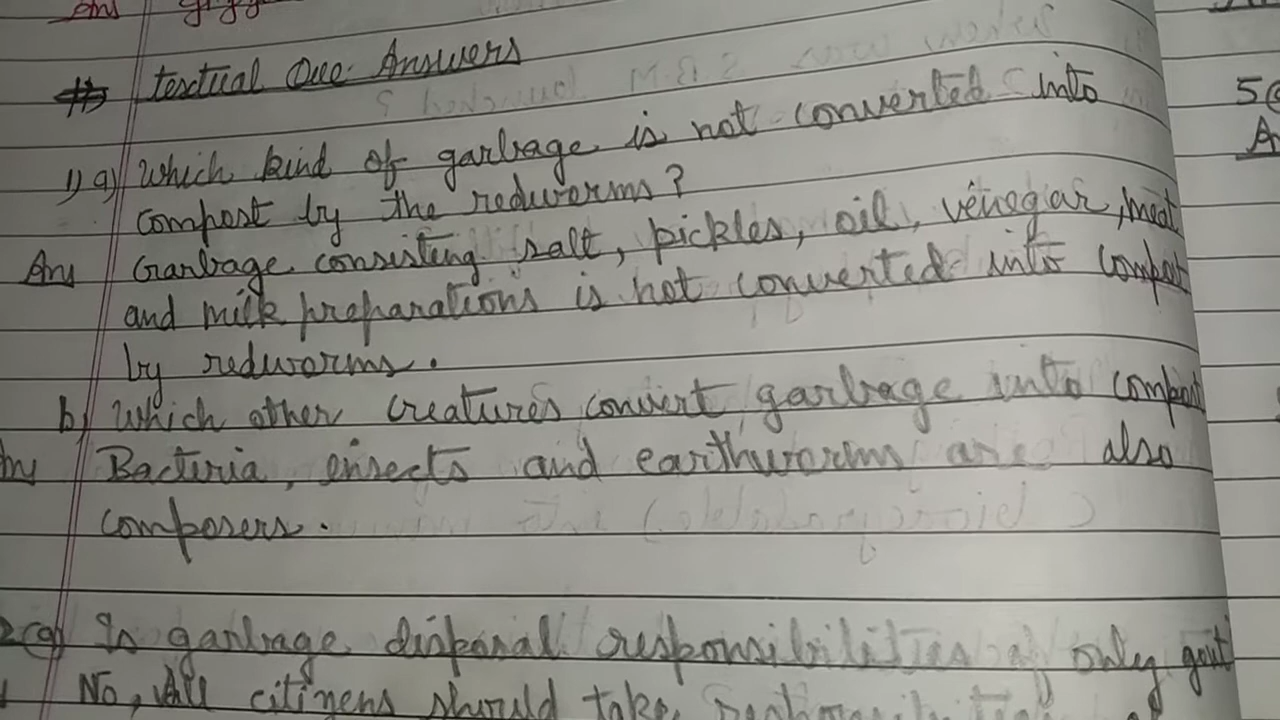 Ans
textual Que. Answers
1) a) Which kind of garbage is not converted into
compost by the redworms?
Ans Garbage consisting salt, pickles, oil, venegar, meat
and milk preparations is not converted into compost
by redworms.
b) Which other creatures convert garbage into compost
Ans Bacteria, insects and earthworms are also
composers.
2(a) Is garbage disposal responsibilities of only govt
No, All citizens should take
5(
A